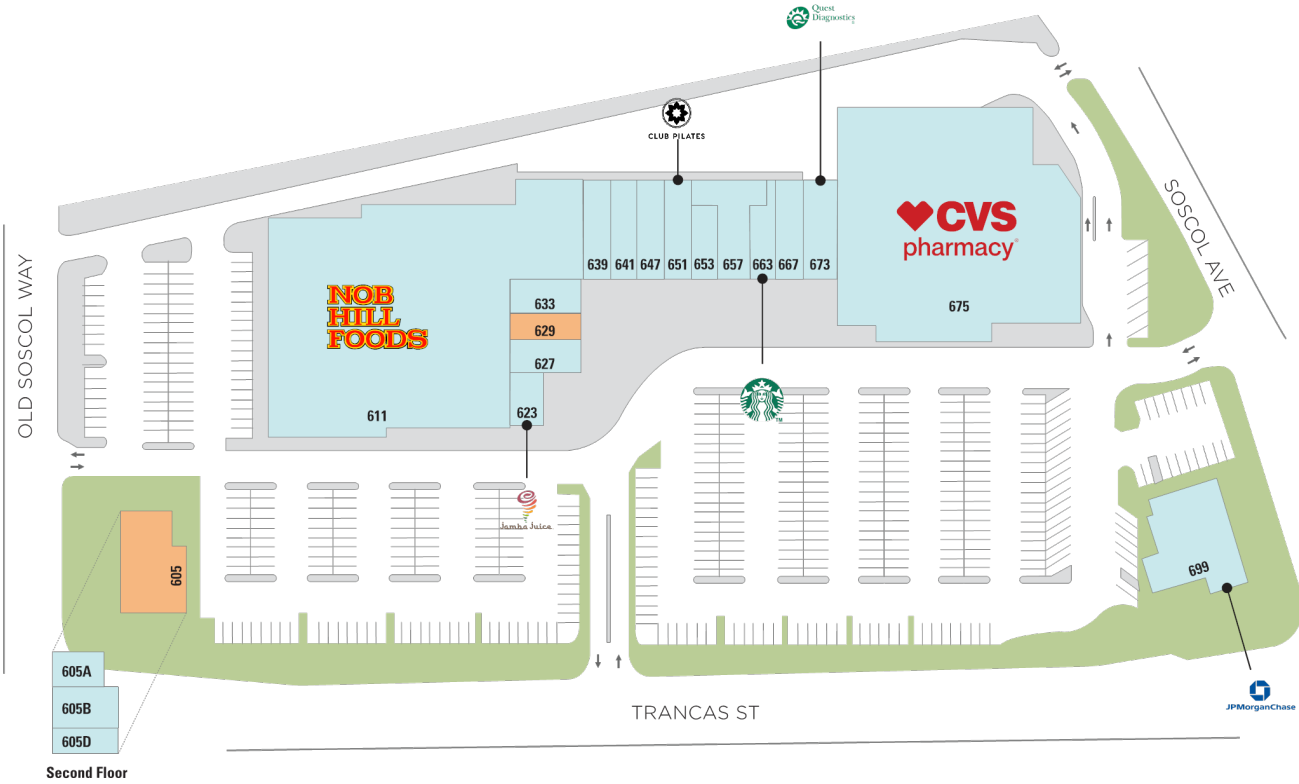 Quest
Diagnostics
CLUB PILATES
SOSCOL AVE
OLD SOSCOL WAY
CVS
pharmacy
NOB
HILL
FOODS
639 641 647 651 653 657 663 667 673
675
633
629
627
623
611
Jamba Juice
605
699
605A
605B
605D
Second Floor
TRANCAS ST
JPMorganChase
TM